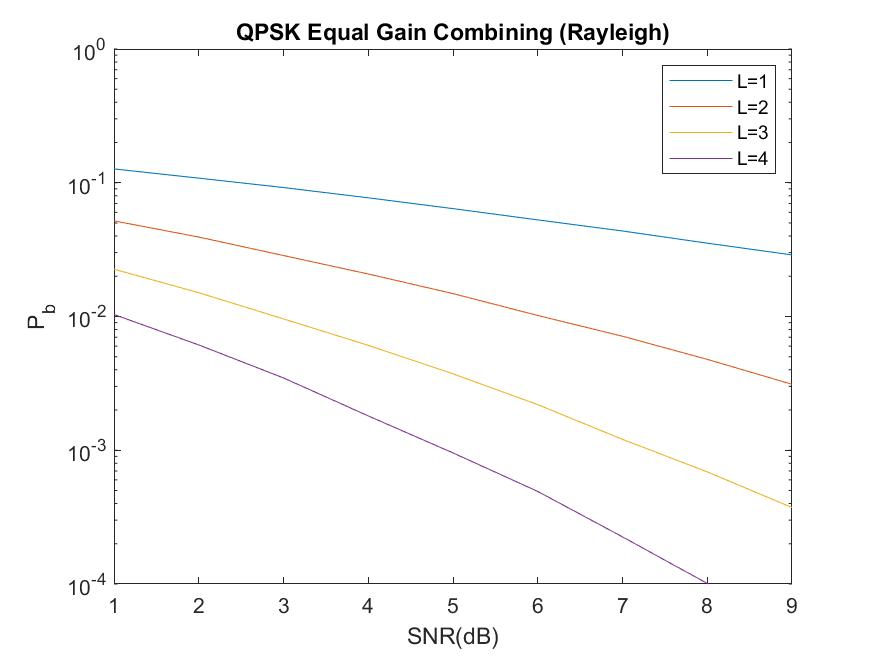 QPSK Equal Gain Combining (Rayleigh)
10^0
10^-1
10^-2
10^-3
10^-4
P_b
L=1
L=2
L=3
L=4
1 2 3 4 5 6 7 8 9
SNR(dB)